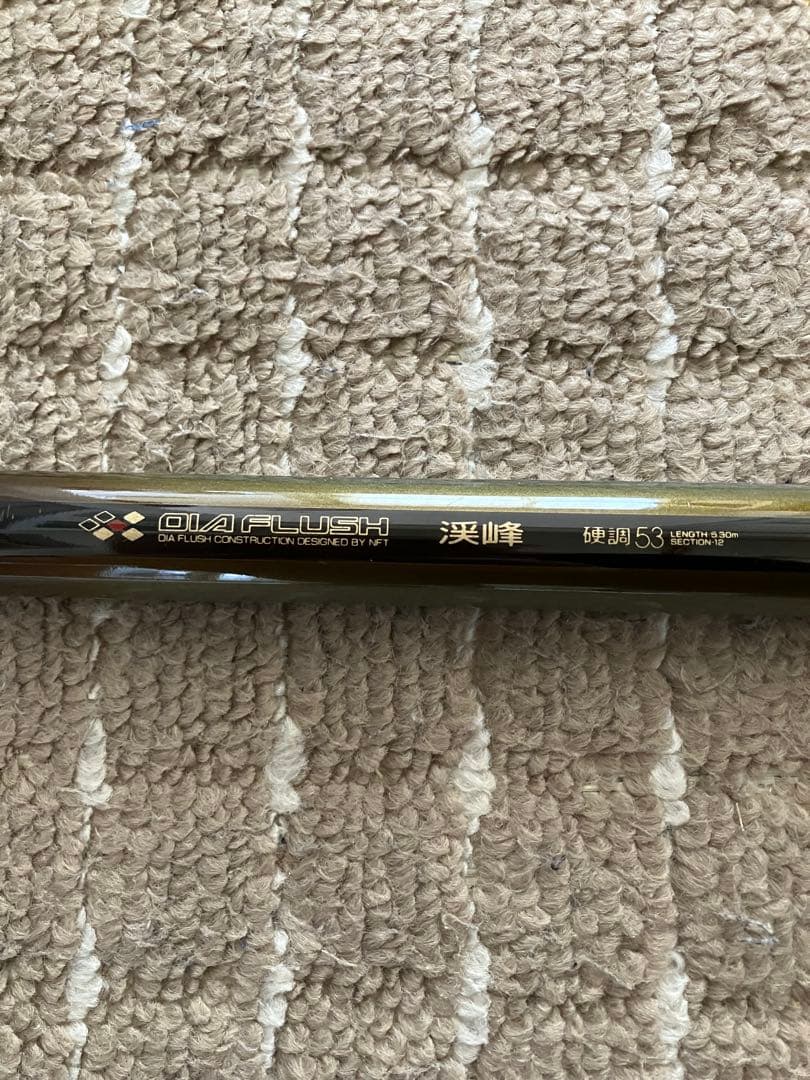 DIA FLUSH
DIA FLUSH CONSTRUCTION DESIGNED BY NFT
渓峰
硬調53
LENGTH:5.30m
SECTION:12